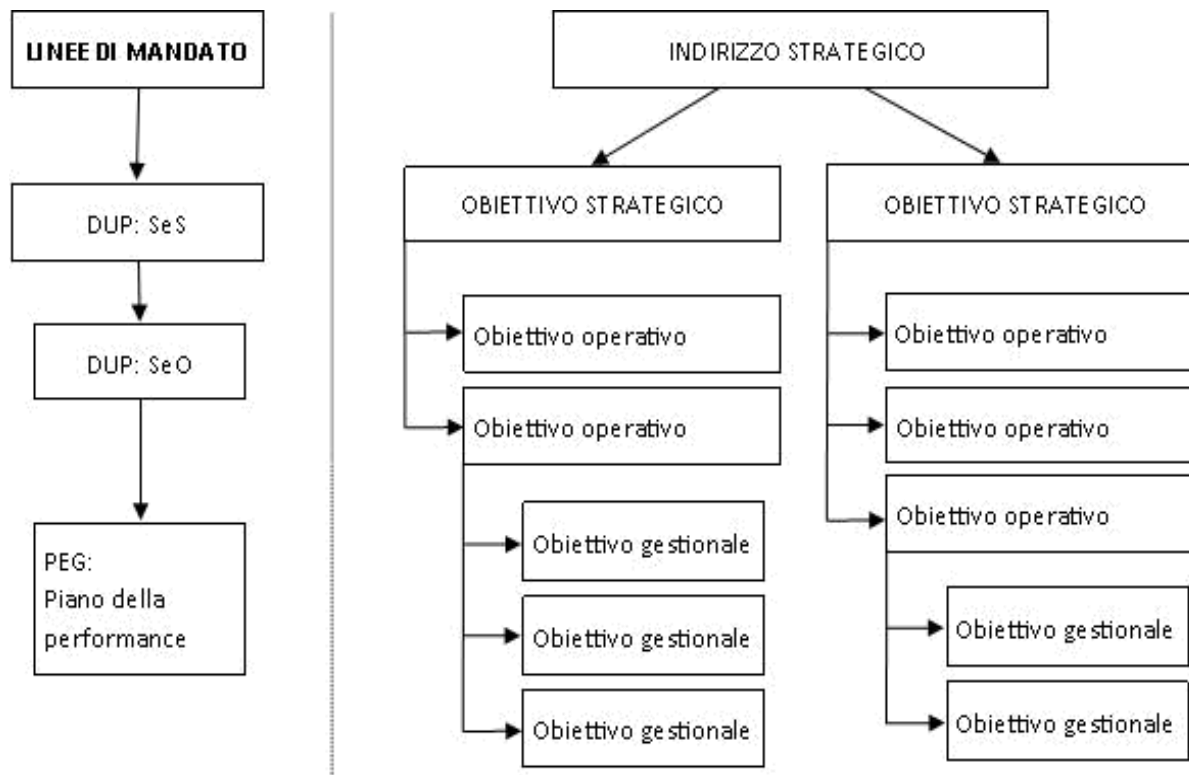 LINEE DI MANDATO
DUP: SeS
DUP: SeO
PEG:
Piano della
performance
INDIRIZZO STRATEGICO
OBIETTIVO STRATEGICO
Obiettivo operativo
Obiettivo operativo
Obiettivo gestionale
Obiettivo gestionale
Obiettivo gestionale
OBIETTIVO STRATEGICO
Obiettivo operativo
Obiettivo operativo
Obiettivo operativo
Obiettivo gestionale
Obiettivo gestionale